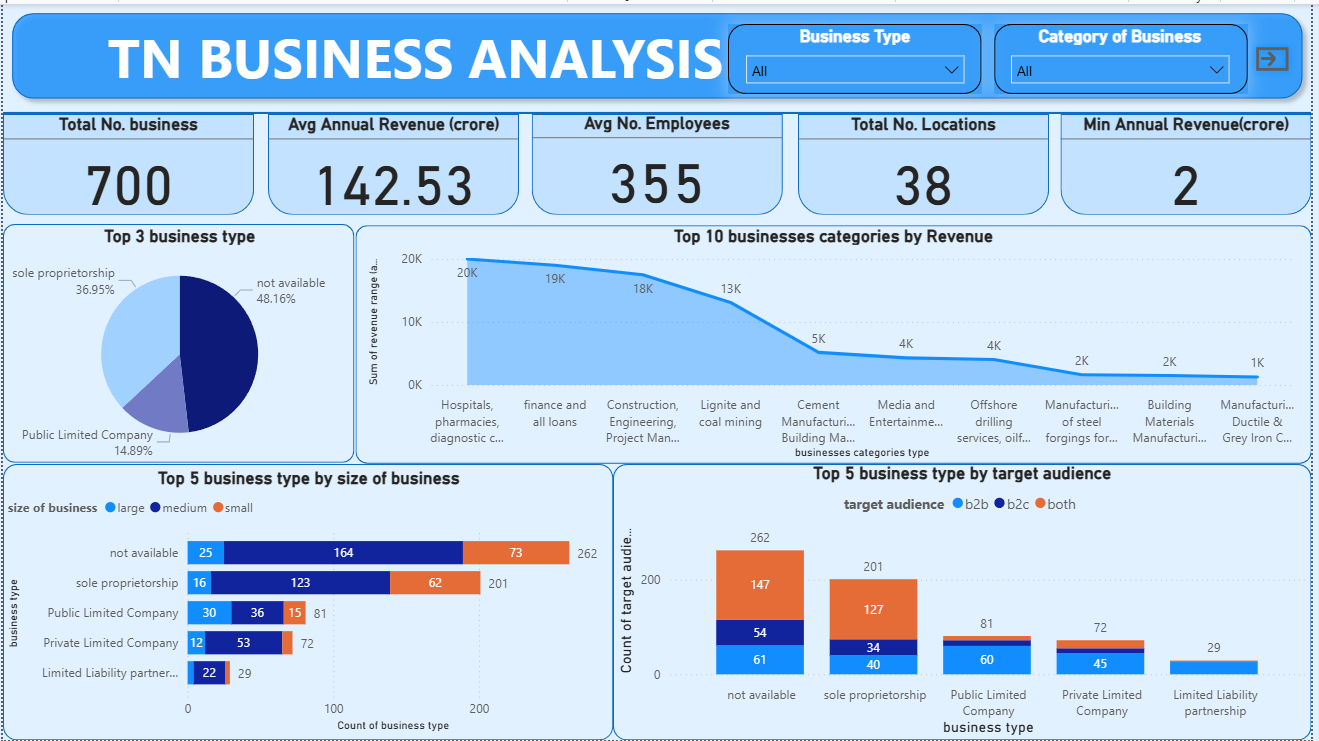 TN BUSINESS ANALYSIS
Business Type
All
Category of Business
All
Total No. business
700
Avg Annual Revenue (crore)
142.53
Avg No. Employees
355
Total No. Locations
38
Min Annual Revenue(crore)
2
Top 3 business type
sole proprietorship
36.95%
not available
48.16%
Public Limited Company
14.89%
Top 10 businesses categories by Revenue
Sum of revenue range (a...
20K
10K
0K
20K
19K
18K
13K
5K
4K
4K
2K
2K
1K
Hospitals,
pharmacies,
diagnostic c...
finance and
all loans
Construction,
Engineering,
Project Man...
Lignite and
coal mining
Cement
Manufacturi...
Building Ma...
Media and
Entertainme...
Offshore
drilling
services, oilf...
Manufacturi...
of steel
forgings for...
Building
Materials
Manufacturi...
Manufacturi...
Ductile &
Grey Iron C...
businesses categories type
Top 5 business type by size of business
size of business large medium small
business type
not available 25 164 73 262
sole proprietorship 16 123 62 201
Public Limited Company 30 36 15 81
Private Limited Company 12 53 72
Limited Liability partner... 22 29
0 100 200
Count of business type
Top 5 business type by target audience
target audience b2b b2c both
Count of target audie...
200
0
262
147
54
61
201
127
34
40
81
60
72
45
29
not available
sole proprietorship
Public Limited
Company
Private Limited
Company
Limited Liability
partnership
business type